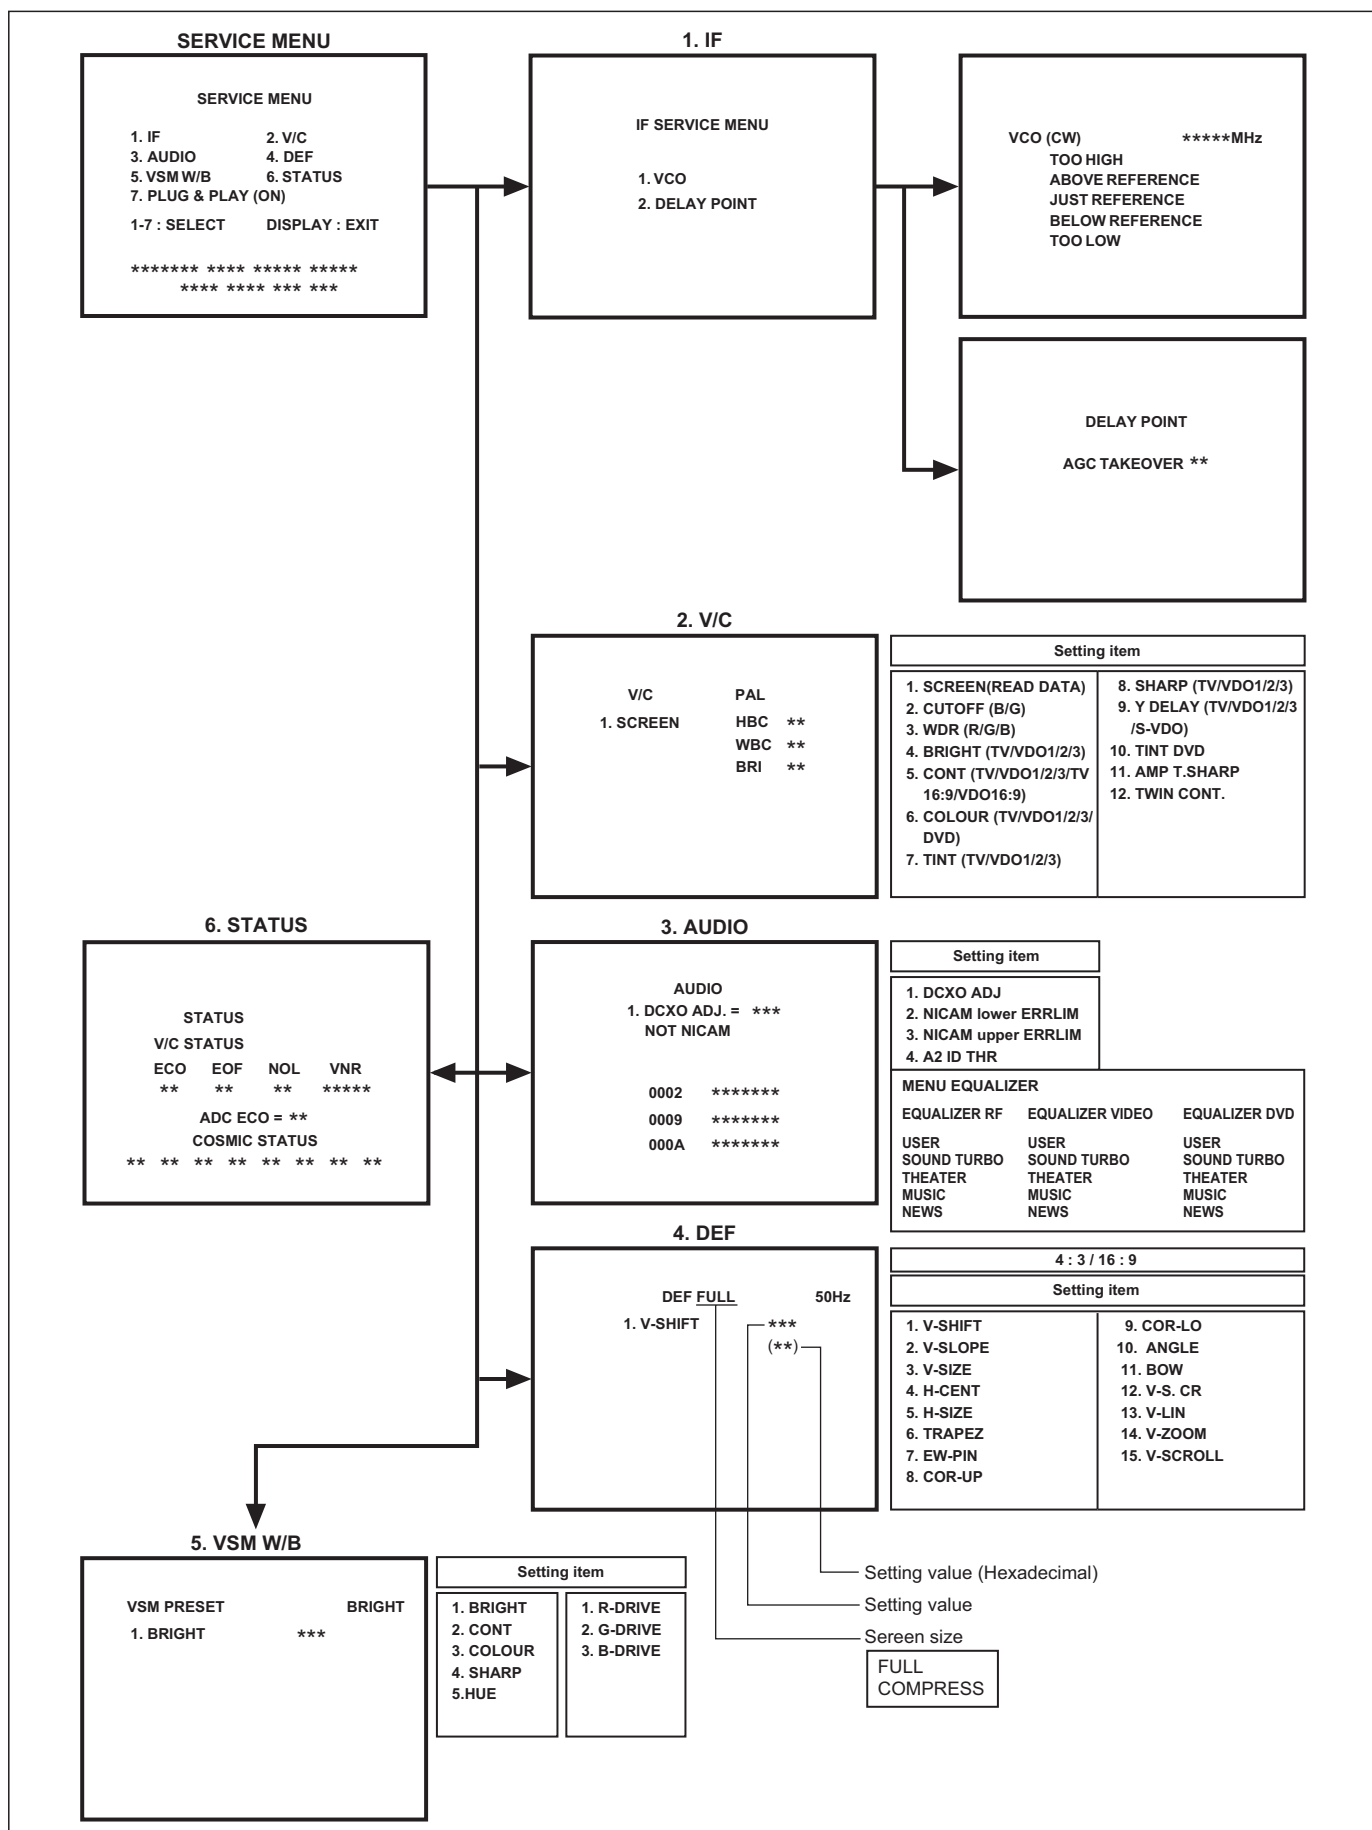 SERVICE MENU
SERVICE MENU
1. IF 2. V/C
3. AUDIO 4. DEF
5. VSM W/B 6. STATUS
7. PLUG & PLAY (ON)
1-7 : SELECT DISPLAY : EXIT
******* **** ***** *****
**** **** *** ***
1. IF
IF SERVICE MENU
1. VCO
2. DELAY POINT
VCO (CW) *****MHz
TOO HIGH
ABOVE REFERENCE
JUST REFERENCE
BELOW REFERENCE
TOO LOW
DELAY POINT
AGC TAKEOVER **
2. V/C
V/C PAL
1. SCREEN HBC **
WBC **
BRI **
Setting item
1. SCREEN(READ DATA)
2. CUTOFF (B/G)
3. WDR (R/G/B)
4. BRIGHT (TV/VDO1/2/3)
5. CONT (TV/VDO1/2/3/TV
16:9/VDO16:9)
6. COLOUR (TV/VDO1/2/3/
DVD)
7. TINT (TV/VDO1/2/3)
8. SHARP (TV/VDO1/2/3)
9. Y DELAY (TV/VDO1/2/3
/S-VDO)
10. TINT DVD
11. AMP T.SHARP
12. TWIN CONT.
6. STATUS
STATUS
V/C STATUS
ECO EOF NOL VNR
** ** ** *****
ADC ECO = **
COSMIC STATUS
** ** ** ** ** ** ** **
3. AUDIO
AUDIO
1. DCXO ADJ. = ***
NOT NICAM
0002 *******
0009 *******
000A *******
Setting item
1. DCXO ADJ
2. NICAM lower ERRLIM
3. NICAM upper ERRLIM
4. A2 ID THR
MENU EQUALIZER
EQUALIZER RF EQUALIZER VIDEO EQUALIZER DVD
USER USER USER
SOUND TURBO SOUND TURBO SOUND TURBO
THEATER THEATER THEATER
MUSIC MUSIC MUSIC
NEWS NEWS NEWS
4. DEF
DEF FULL 50Hz
1. V-SHIFT ***
(**)
4 : 3 / 16 : 9
Setting item
1. V-SHIFT
2. V-SLOPE
3. V-SIZE
4. H-CENT
5. H-SIZE
6. TRAPEZ
7. EW-PIN
8. COR-UP
9. COR-LO
10. ANGLE
11. BOW
12. V-S. CR
13. V-LIN
14. V-ZOOM
15. V-SCROLL
Setting value (Hexadecimal)
Setting value
Sereen size
FULL
COMPRESS
5. VSM W/B
VSM PRESET BRIGHT
1. BRIGHT ***
Setting item
1. BRIGHT
2. CONT
3. COLOUR
4. SHARP
5.HUE
1. R-DRIVE
2. G-DRIVE
3. B-DRIVE